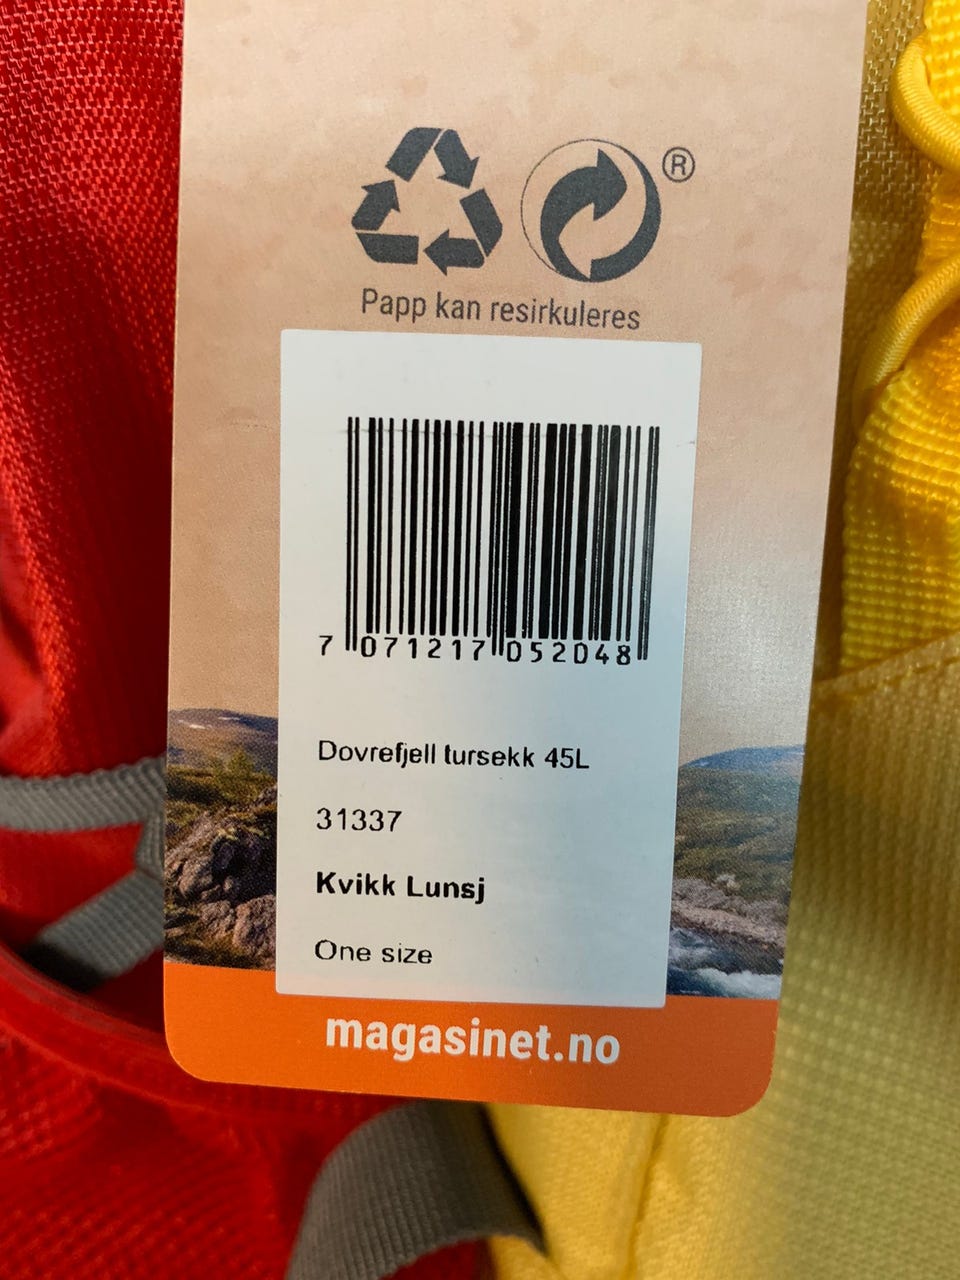 ®
Papp kan resirkuleres
7 071217 052048
Dovrefjell tursekk 45L
31337
Kvikk Lunsj
One size
magasinet.no